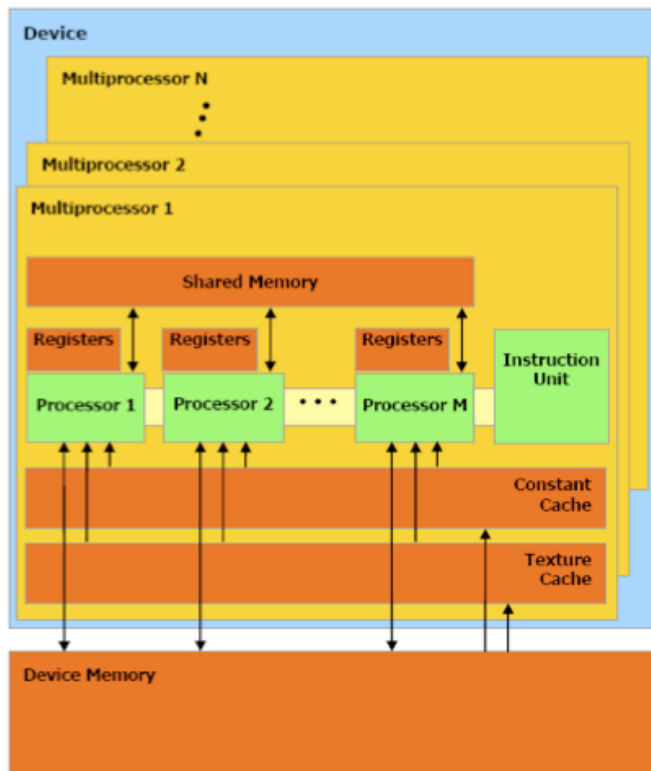 Device
Multiprocessor N
Multiprocessor 2
Multiprocessor 1
Shared Memory
Registers
Registers
Registers
Instruction
Unit
Processor 1
Processor 2
Processor M
Constant
Cache
Texture
Cache
Device Memory